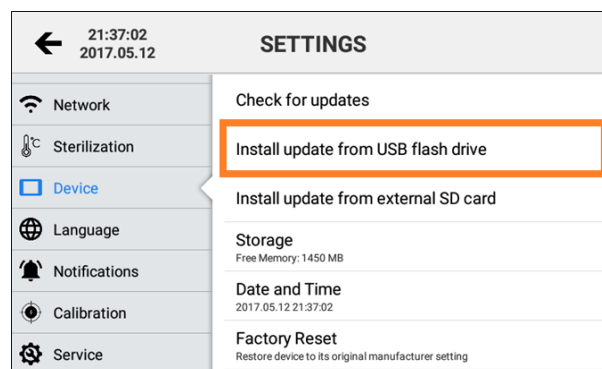 21:37:02
2017.05.12
SETTINGS
Network
°C Sterilization
Device
Language
Notifications
Calibration
Service
Check for updates
Install update from USB flash drive
Install update from external SD card
Storage
Free Memory: 1450 MB
Date and Time
2017.05.12 21:37:02
Factory Reset
Restore device to its original manufacturer setting